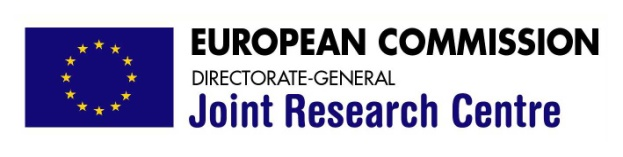 EUROPEAN COMMISSION
DIRECTORATE-GENERAL
Joint Research Centre